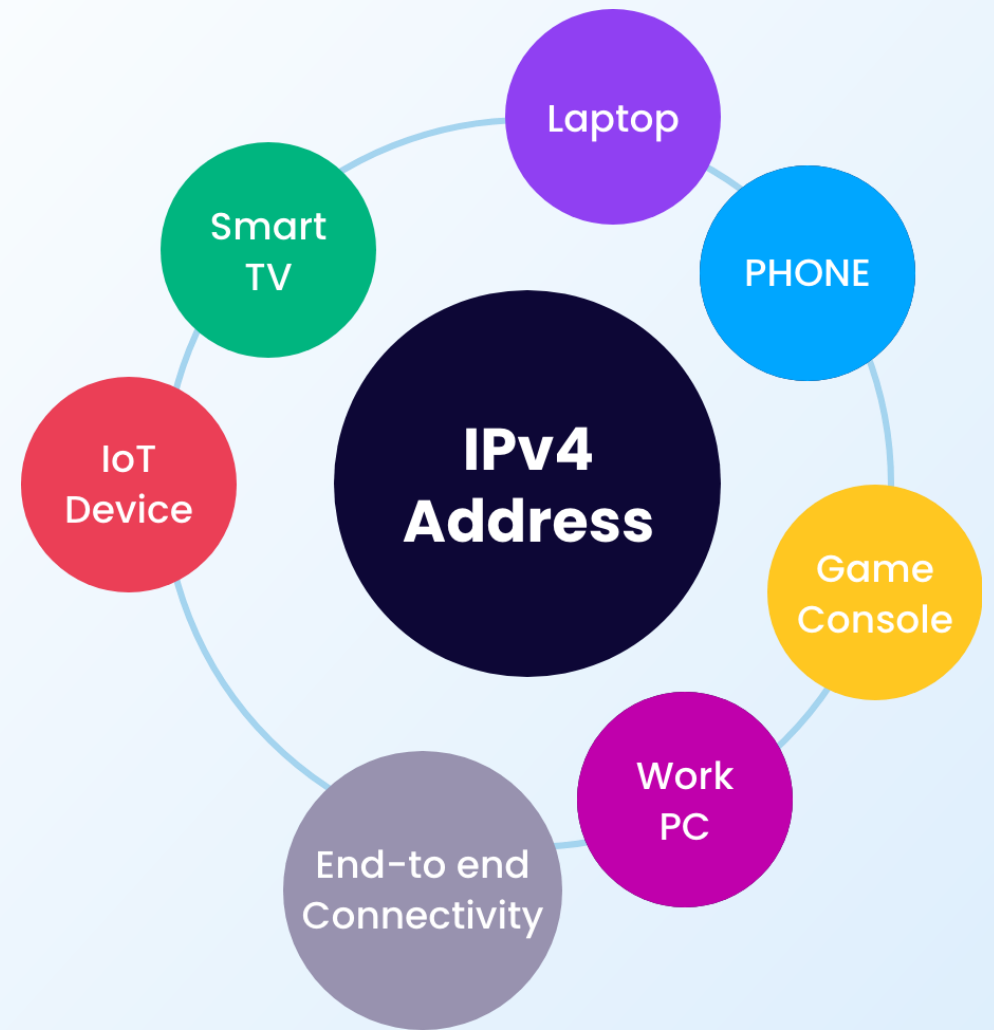 Laptop
Smart
TV
PHONE
IPv4
Address
IoT
Device
Game
Console
Work
PC
End-to end
Connectivity